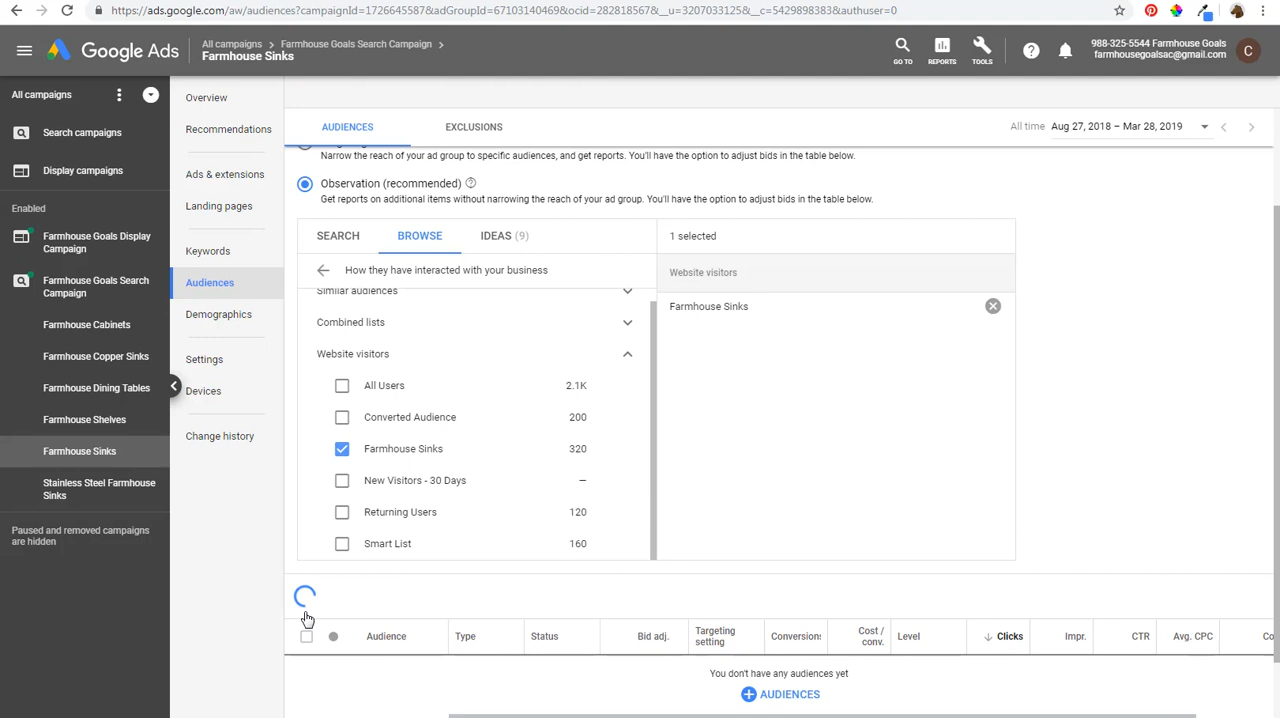 https://ads.google.com/aw/audiences?campaignId=1726645587&adGroupId=67103140469&ocid=282818567&__u=3207033125&__c=5429898383&authuser=0
Google Ads
All campaigns > Farmhouse Goals Search Campaign >
Farmhouse Sinks
GO TO
REPORTS
TOOLS
988-325-5544 Farmhouse Goals
farmhousegoalsac@gmail.com
C
All campaigns
Search campaigns
Display campaigns
Enabled
Farmhouse Goals Display
Campaign
Farmhouse Goals Search
Campaign
Farmhouse Cabinets
Farmhouse Copper Sinks
Farmhouse Dining Tables
Farmhouse Shelves
Farmhouse Sinks
Stainless Steel Farmhouse
Sinks
Paused and removed campaigns
are hidden
Overview
Recommendations
Ads & extensions
Landing pages
Keywords
Audiences
Demographics
Settings
Devices
Change history
AUDIENCES
EXCLUSIONS
All time Aug 27, 2018 – Mar 28, 2019
Narrow the reach of your ad group to specific audiences, and get reports. You'll have the option to adjust bids in the table below.
Observation (recommended)
Get reports on additional items without narrowing the reach of your ad group. You'll have the option to adjust bids in the table below.
SEARCH
BROWSE
IDEAS (9)
1 selected
How they have interacted with your business
Website visitors
Similar audiences
Farmhouse Sinks
Combined lists
Website visitors
All Users 2.1K
Converted Audience 200
Farmhouse Sinks 320
New Visitors - 30 Days –
Returning Users 120
Smart List 160
Audience
Type
Status
Bid adj.
Targeting
setting
Conversions
Cost /
conv.
Level
Clicks
Impr.
CTR
Avg. CPC
Co
You don't have any audiences yet
AUDIENCES